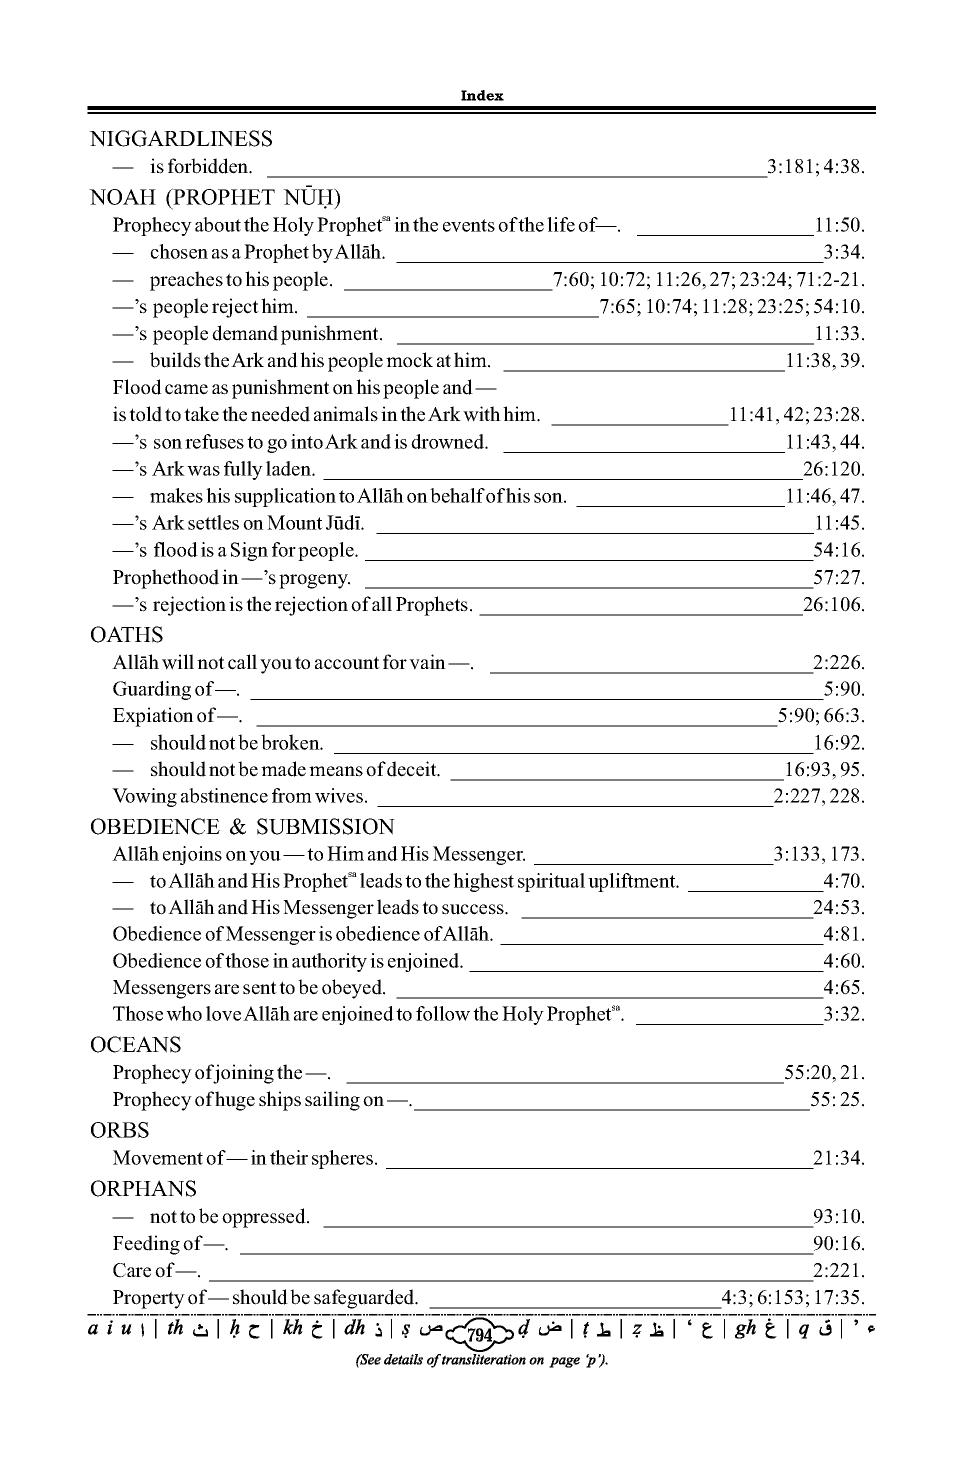 Index
NIGGARDLINESS
— is forbidden. 3:181; 4:38.
NOAH (PROPHET NŪḤ)
Prophecy about the Holy Prophetsa in the events of the life of—. 11:50.
— chosen as a Prophet by Allāh. 3:34.
— preaches to his people. 7:60; 10:72; 11:26, 27; 23:24; 71:2-21.
—’s people reject him. 7:65; 10:74; 11:28; 23:25; 54:10.
—’s people demand punishment. 11:33.
— builds the Ark and his people mock at him. 11:38, 39.
Flood came as punishment on his people and —
is told to take the needed animals in the Ark with him. 11:41, 42; 23:28.
—’s son refuses to go into Ark and is drowned. 11:43, 44.
—’s Ark was fully laden. 26:120.
— makes his supplication to Allāh on behalf of his son. 11:46, 47.
—’s Ark settles on Mount Jūdī. 11:45.
—’s flood is a Sign for people. 54:16.
Prophethood in —’s progeny. 57:27.
—’s rejection is the rejection of all Prophets. 26:106.
OATHS
Allāh will not call you to account for vain —. 2:226.
Guarding of —. 5:90.
Expiation of —. 5:90; 66:3.
— should not be broken. 16:92.
— should not be made means of deceit. 16:93, 95.
Vowing abstinence from wives. 2:227, 228.
OBEDIENCE & SUBMISSION
Allāh enjoins on you — to Him and His Messenger. 3:133, 173.
— to Allāh and His Prophetsa leads to the highest spiritual upliftment. 4:70.
— to Allāh and His Messenger leads to success. 24:53.
Obedience of Messenger is obedience of Allāh. 4:81.
Obedience of those in authority is enjoined. 4:60.
Messengers are sent to be obeyed. 4:65.
Those who love Allāh are enjoined to follow the Holy Prophetsa. 3:32.
OCEANS
Prophecy of joining the —. 55:20, 21.
Prophecy of huge ships sailing on —. 55: 25.
ORBS
Movement of — in their spheres. 21:34.
ORPHANS
— not to be oppressed. 93:10.
Feeding of —. 90:16.
Care of —. 2:221.
Property of — should be safeguarded. 4:3; 6:153; 17:35.
a i u ا | th ث | ḥ ح | kh خ | dh ذ | ṣ ص 794 ḍ ض | ṭ ط | ẓ ظ | ‘ ع | gh غ | q ق | ’ ء
(See details of transliteration on page ‘p’).